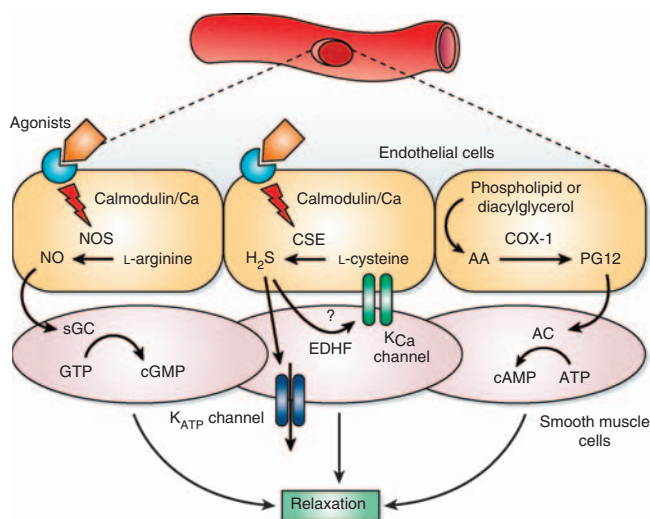 Agonists
Endothelial cells
Calmodulin/Ca
NOS
NO
L-arginine
Calmodulin/Ca
CSE
H₂S
L-cysteine
Phospholipid or
diacylglycerol
COX-1
AA
PG12
sGC
GTP
cGMP
?
EDHF
KCa
channel
AC
cAMP
ATP
K_ATP channel
Smooth muscle
cells
Relaxation